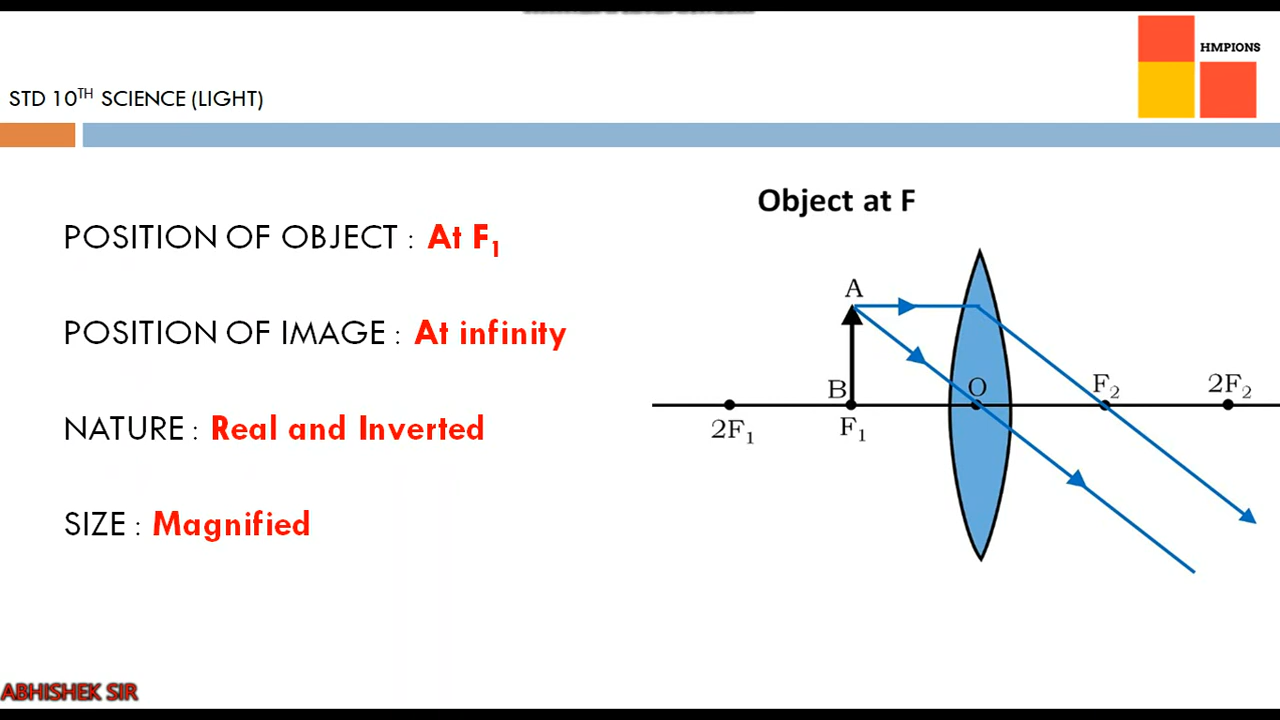 HMPIONS
STD 10TH SCIENCE (LIGHT)
Object at F
POSITION OF OBJECT : At F1
POSITION OF IMAGE : At infinity
NATURE : Real and Inverted
SIZE : Magnified
A
B
O
F2
2F2
2F1
F1
ABHISHEK SIR